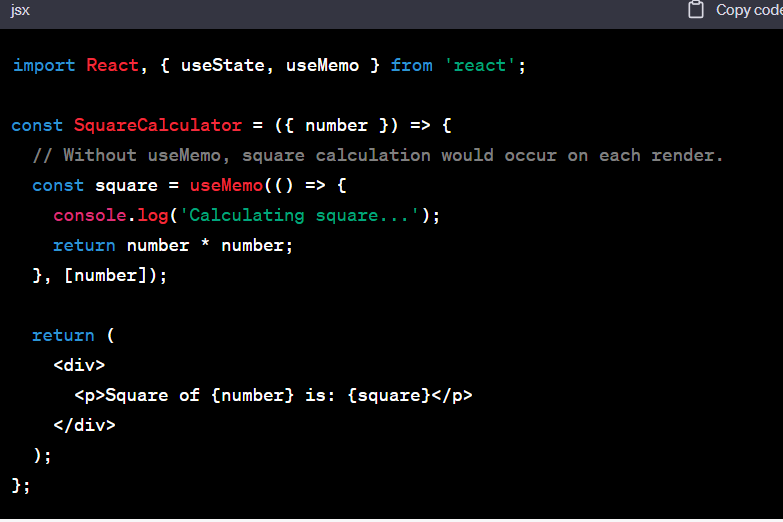 jsx Copy code
import React, { useState, useMemo } from 'react';
const SquareCalculator = ({ number }) => {
// Without useMemo, square calculation would occur on each render.
const square = useMemo(() => {
console.log('Calculating square...');
return number * number;
}, [number]);
return (
<div>
<p>Square of {number} is: {square}</p>
</div>
);
};